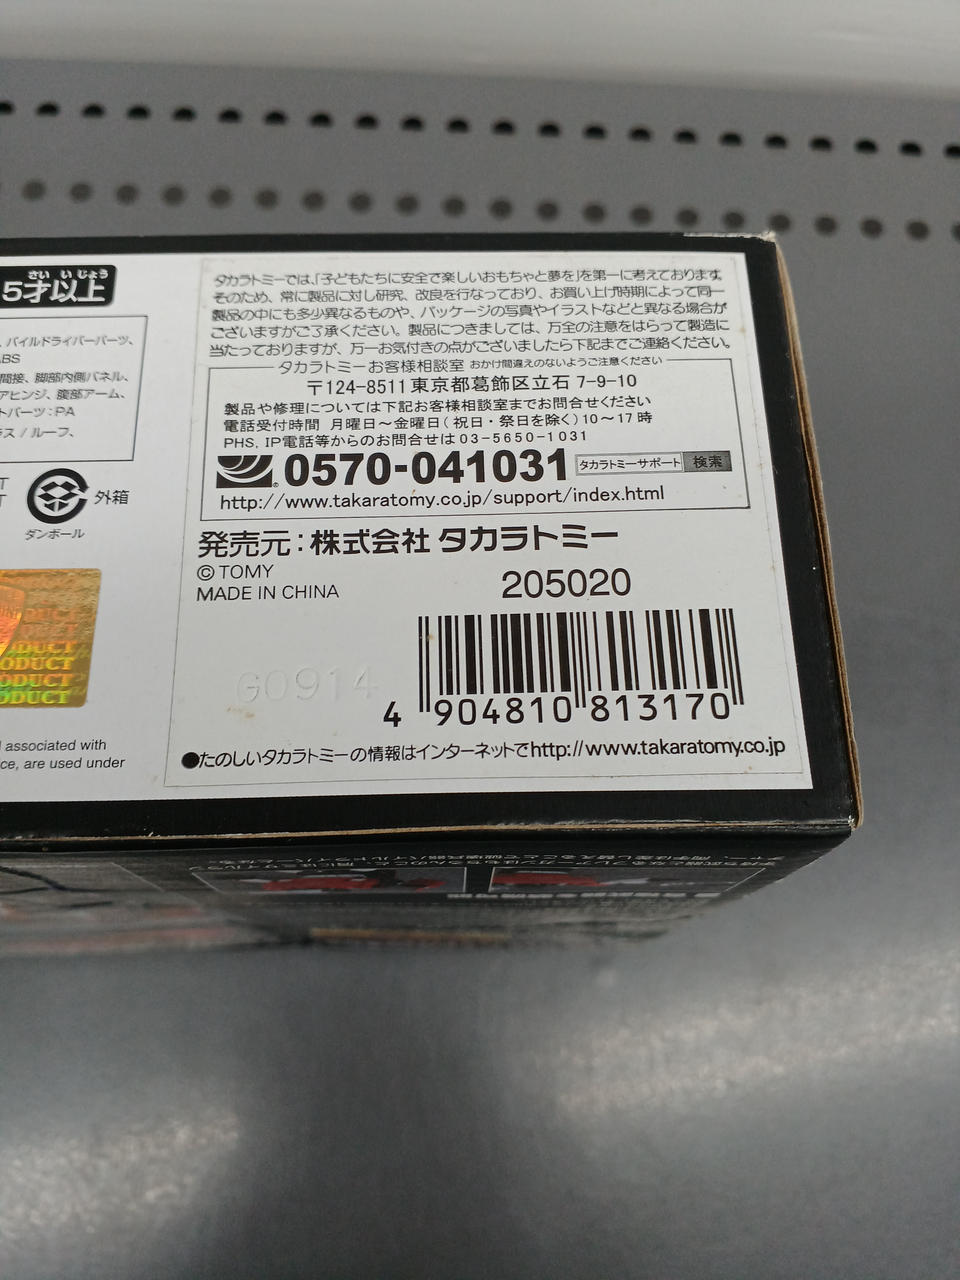 さい い じょう
5才以上
、パイルドライバーパーツ、
ABS
間接、脚部内側パネル、
アヒンジ、腹部アーム、
トパーツ：PA
ラス / ルーフ、
外箱
ダンボール
PRODUCT
PRODUCT
PRODUCT
PRODUCT
associated with
ce, are used under
タカラトミーでは、「子どもたちに安全で楽しいおもちゃと夢を」を第一に考えております。
そのため、常に製品に対し研究、改良を行なっており、お買い上げ時期によって同一
製品の中にも多少異なるものや、パッケージの写真やイラストなどと異なる場合が
ございますがご了承ください。製品につきましては、万全の注意をはらって製造に
当たっておりますが、万一お気付きの点がございましたら下記までご連絡ください。
タカラトミーお客様相談室 おかけ間違えのないようご注意ください
〒124-8511 東京都葛飾区立石 7-9-10
製品や修理については下記お客様相談室までお問合せください
電話受付時間 月曜日〜金曜日(祝日・祭日を除く)10〜17時
PHS, IP電話等からのお問合せは03-5650-1031
0570-041031 タカラトミーサポート 検索
http://www.takaratomy.co.jp/support/index.html
発売元：株式会社 タカラトミー
© TOMY
MADE IN CHINA
205020
G0914
4 904810 813170
●たのしいタカラトミーの情報はインターネットでhttp://www.takaratomy.co.jp